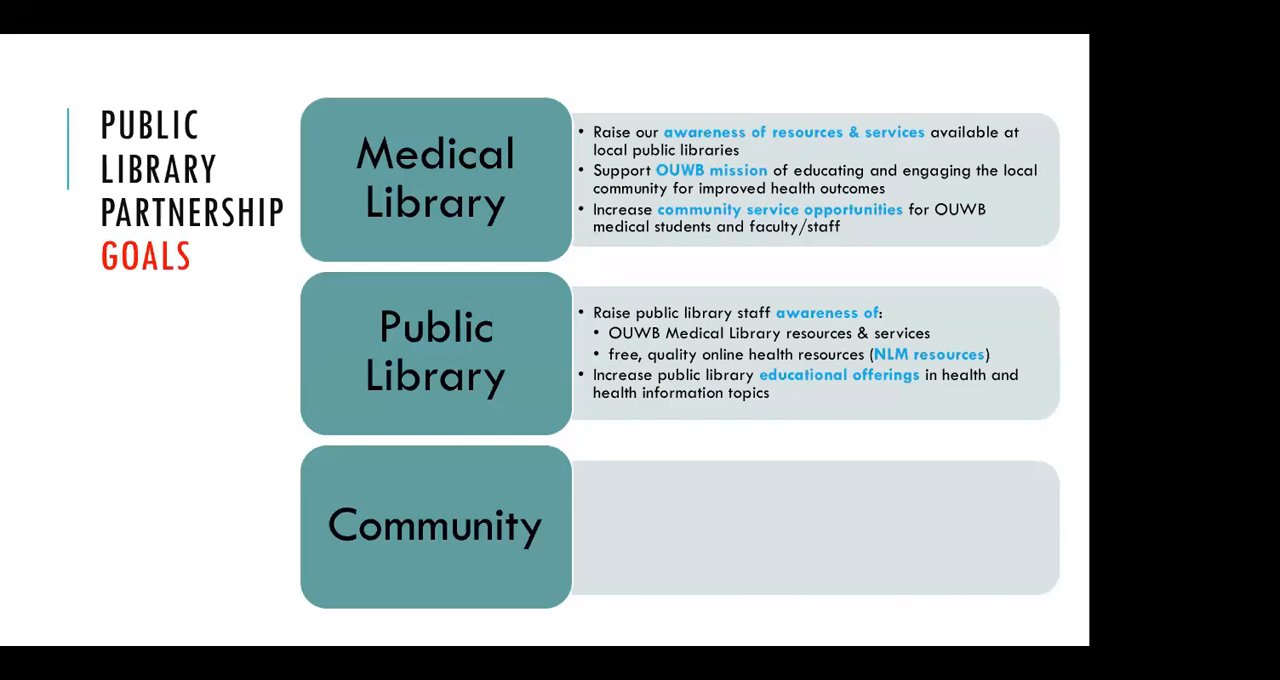 PUBLIC
LIBRARY
PARTNERSHIP
GOALS
Medical
Library
• Raise our awareness of resources & services available at
local public libraries
• Support OUWB mission of educating and engaging the local
community for improved health outcomes
• Increase community service opportunities for OUWB
medical students and faculty/staff
Public
Library
• Raise public library staff awareness of:
• OUWB Medical Library resources & services
• free, quality online health resources (NLM resources)
• Increase public library educational offerings in health and
health information topics
Community